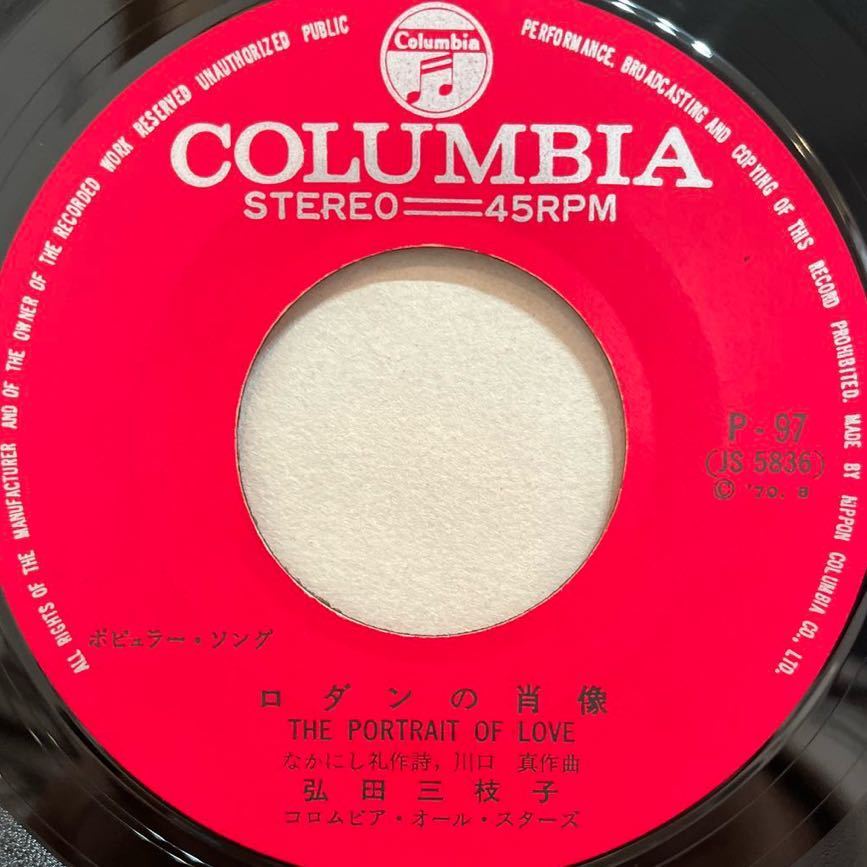 ALL RIGHTS OF THE MANUFACTURER AND OF THE OWNER OF THE RECORDED WORK RESERVED UNAUTHORIZED PUBLIC PERFORMANCE, BROADCASTING AND COPYING OF THIS RECORD PROHIBITED. MADE BY NIPPON COLUMBIA CO., LTD.
Columbia
COLUMBIA
STEREO 45RPM
P-97
(JS 5836)
© '70. 8
ポピュラー・ソング
ロダンの肖像
THE PORTRAIT OF LOVE
なかにし礼作詩, 川口 真作曲
弘田三枝子
コロムビア・オール・スターズ